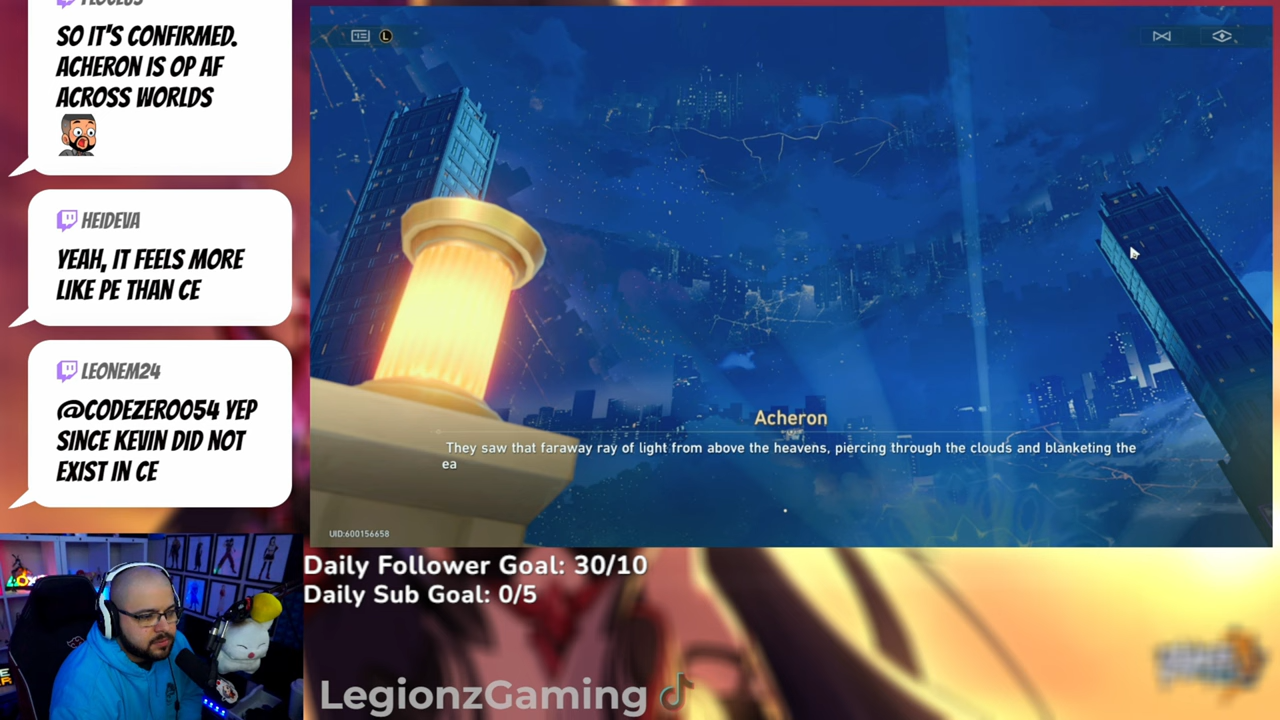 SO IT'S CONFIRMED.
ACHERON IS OP AF
ACROSS WORLDS
HEIDEVA
YEAH, IT FEELS MORE
LIKE PE THAN CE
LEONEM24
@CODEZERO054 YEP
SINCE KEVIN DID NOT
EXIST IN CE
L
Acheron
They saw that faraway ray of light from above the heavens, piercing through the clouds and blanketing the
ea
UID:600156658
Daily Follower Goal: 30/10
Daily Sub Goal: 0/5
LegionzGaming